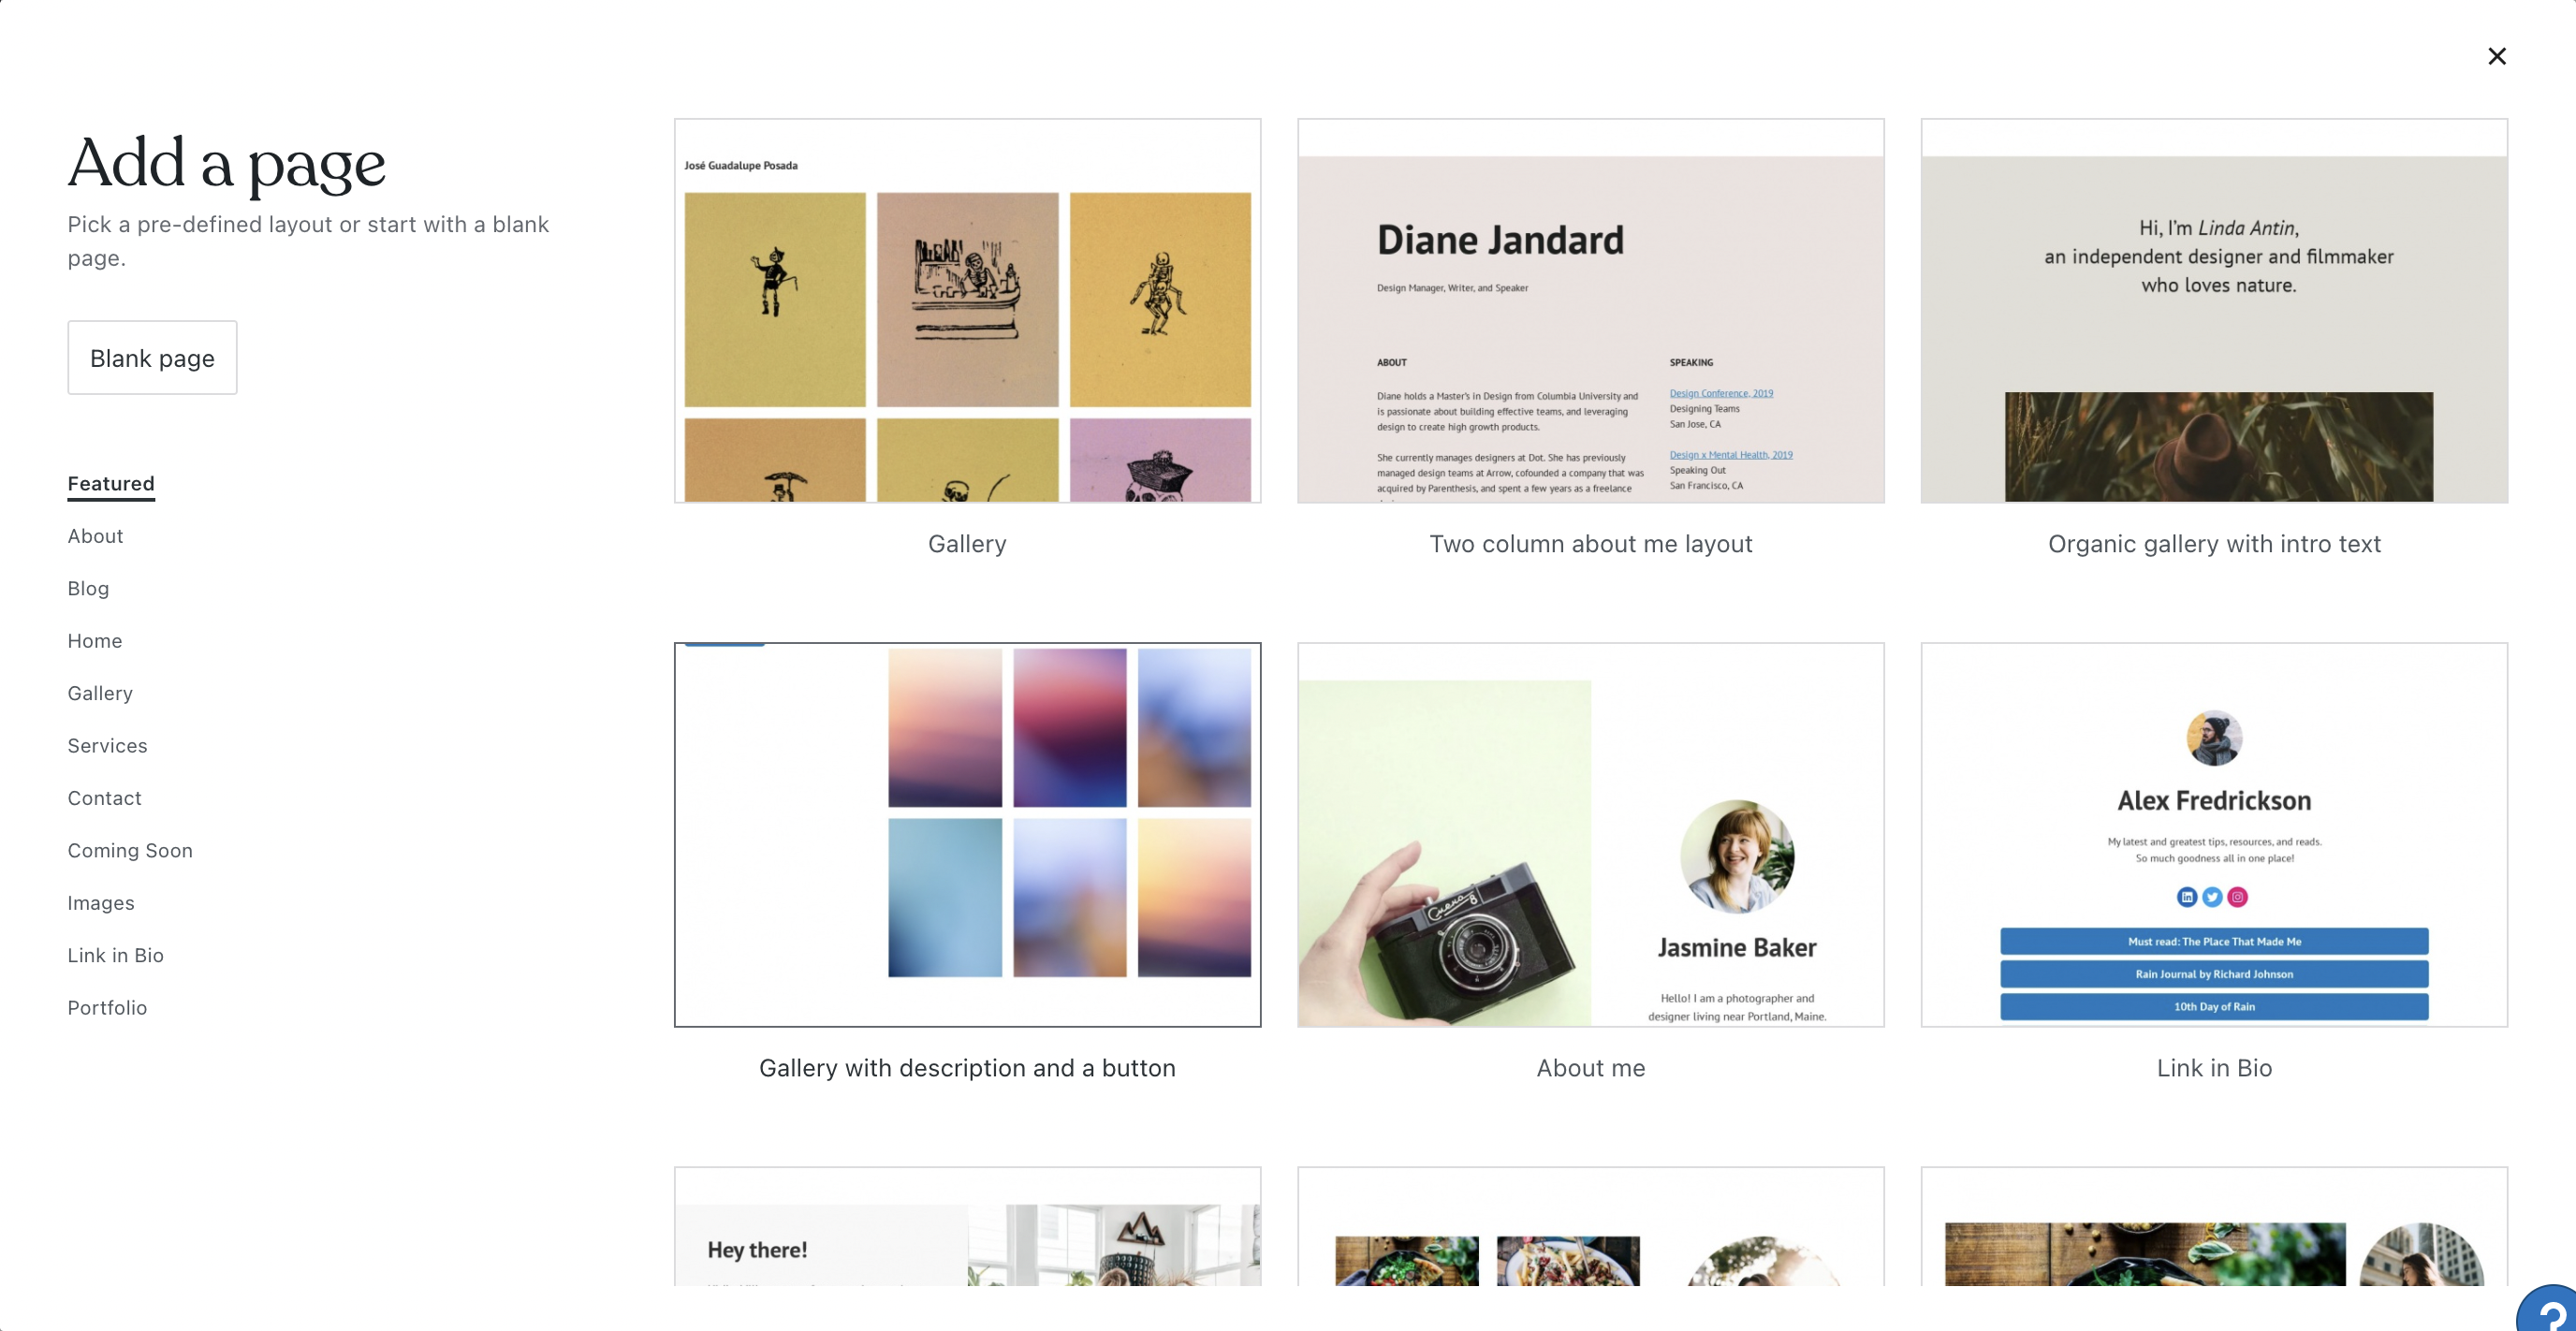 Add a page
Pick a pre-defined layout or start with a blank
page.
Blank page
Featured
About
Blog
Home
Gallery
Services
Contact
Coming Soon
Images
Link in Bio
Portfolio
José Guadalupe Posada
Gallery
Diane Jandard
Design Manager, Writer, and Speaker
ABOUT
Diane holds a Master's in Design from Columbia University and
is passionate about building effective teams, and leveraging
design to create high growth products.
She currently manages designers at Dot. She has previously
managed design teams at Arrow, cofounded a company that was
acquired by Parenthesis, and spent a few years as a freelance
SPEAKING
Design Conference, 2019
Designing Teams
San Jose, CA
Design x Mental Health, 2019
Speaking Out
San Francisco, CA
Two column about me layout
Hi, I'm Linda Antin,
an independent designer and filmmaker
who loves nature.
Organic gallery with intro text
Gallery with description and a button
Jasmine Baker
Hello! I am a photographer and
designer living near Portland, Maine.
About me
Alex Fredrickson
My latest and greatest tips, resources, and reads.
So much goodness all in one place!
Must read: The Place That Made Me
Rain Journal by Richard Johnson
10th Day of Rain
Link in Bio
Hey there!
?